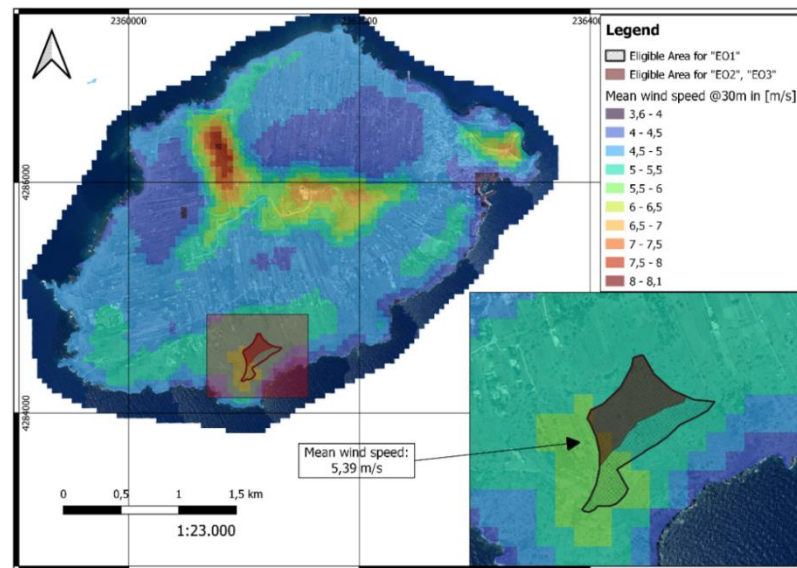 2360000
236400
Legend
Eligible Area for "EO1"
Eligible Area for "EO2", "EO3"
Mean wind speed @30m in [m/s]
3,6 - 4
4 - 4,5
4,5 - 5
5 - 5,5
5,5 - 6
6 - 6,5
6,5 - 7
7 - 7,5
7,5 - 8
8 - 8,1
4286000
4284000
Mean wind speed:
5,39 m/s
0 0,5 1 1,5 km
1:23.000